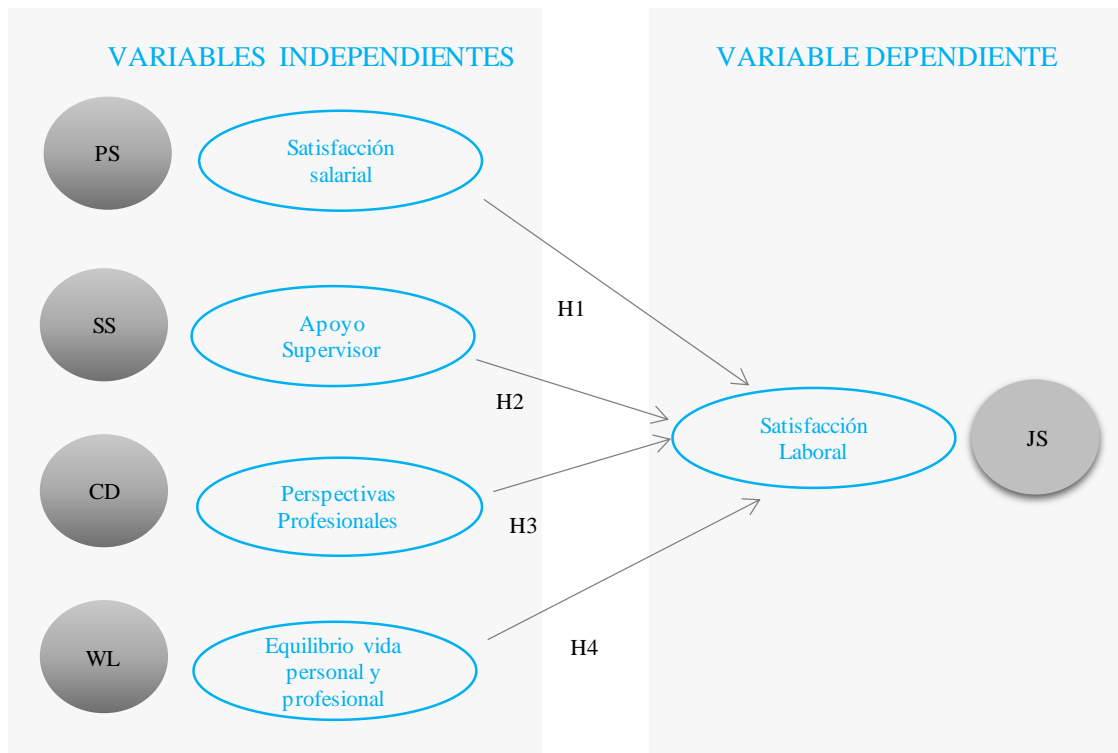 VARIABLES INDEPENDIENTES
VARIABLE DEPENDIENTE
PS
Satisfacción
salarial
H1
SS
Apoyo
Supervisor
H2
CD
Perspectivas
Profesionales
H3
WL
Equilibrio vida
personal y
profesional
H4
Satisfacción
Laboral
JS